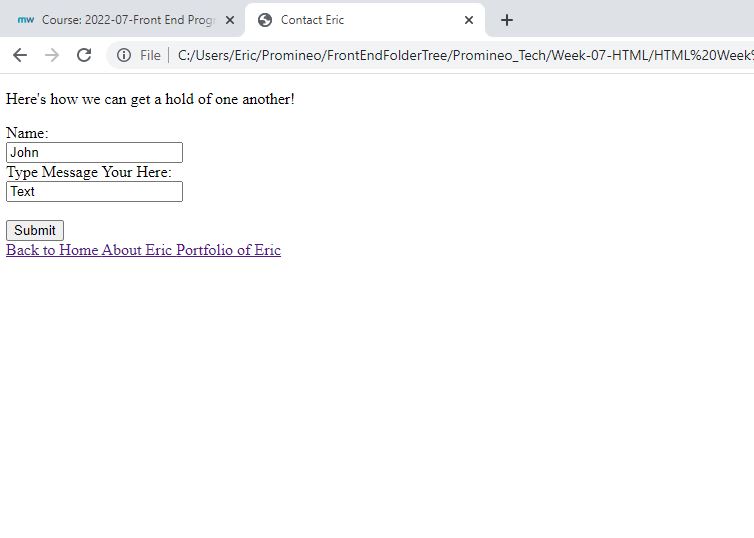 mw Course: 2022-07-Front End Progr
Contact Eric
File C:/Users/Eric/Promineo/FrontEndFolderTree/Promineo_Tech/Week-07-HTML/HTML%20Week%
Here's how we can get a hold of one another!
Name:
John
Type Message Your Here:
Text
Submit
Back to Home About Eric Portfolio of Eric